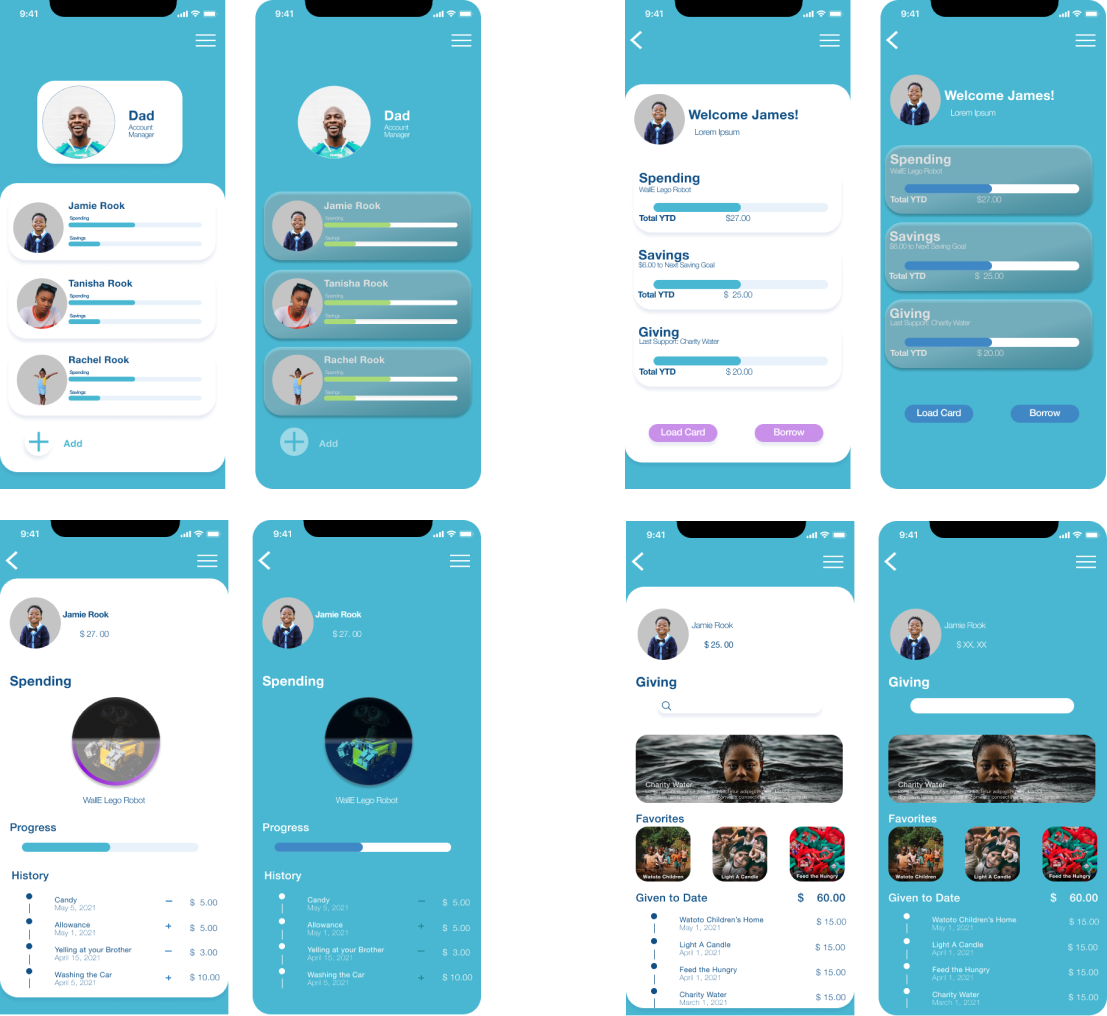 9:41
Dad
Account
Manager
Jamie Rook
Spending
Savings
Tanisha Rook
Spending
Savings
Rachel Rook
Spending
Savings
Add
9:41
Dad
Account
Manager
Jamie Rook
Spending
Savings
Tanisha Rook
Spending
Savings
Rachel Rook
Spending
Savings
Add
9:41
Welcome James!
Lorem Ipsum
Spending
WallE Lego Robot
Total YTD $27.00
Savings
$6.00 to Next Saving Goal
Total YTD $ 25.00
Giving
Last Support: Charity Water
Total YTD $ 20.00
Load Card Borrow
9:41
Welcome James!
Lorem Ipsum
Spending
WallE Lego Robot
Total YTD $27.00
Savings
$6.00 to Next Saving Goal
Total YTD $ 25.00
Giving
Last Support: Charity Water
Total YTD $ 20.00
Load Card Borrow
9:41
Jamie Rook
$ 27. 00
Spending
WallE Lego Robot
Progress
History
Candy – $ 5.00
May 5, 2021
Allowance + $ 5.00
May 1, 2021
Yelling at your Brother – $ 3.00
April 15, 2021
Washing the Car + $ 10.00
April 5, 2021
9:41
Jamie Rook
$ 27. 00
Spending
WallE Lego Robot
Progress
History
Candy – $ 5.00
May 5, 2021
Allowance + $ 5.00
May 1, 2021
Yelling at your Brother – $ 3.00
April 15, 2021
Washing the Car + $ 10.00
April 5, 2021
9:41
Jamie Rook
$ 25. 00
Giving
Charity Water
Favorites
Watoto Children Light A Candle Feed the Hungry
Given to Date $ 60.00
Watoto Children's Home $ 15.00
May 1, 2021
Light A Candle $ 15.00
April 1, 2021
Feed the Hungry $ 15.00
April 1, 2021
Charity Water $ 15.00
March 1, 2021
9:41
Jamie Rook
$ XX. XX
Giving
Charity Water
Favorites
Watoto Children Light A Candle Feed the Hungry
Given to Date $ 60.00
Watoto Children's Home $ 15.00
May 1, 2021
Light A Candle $ 15.00
April 1, 2021
Feed the Hungry $ 15.00
April 1, 2021
Charity Water $ 15.00
March 1, 2021